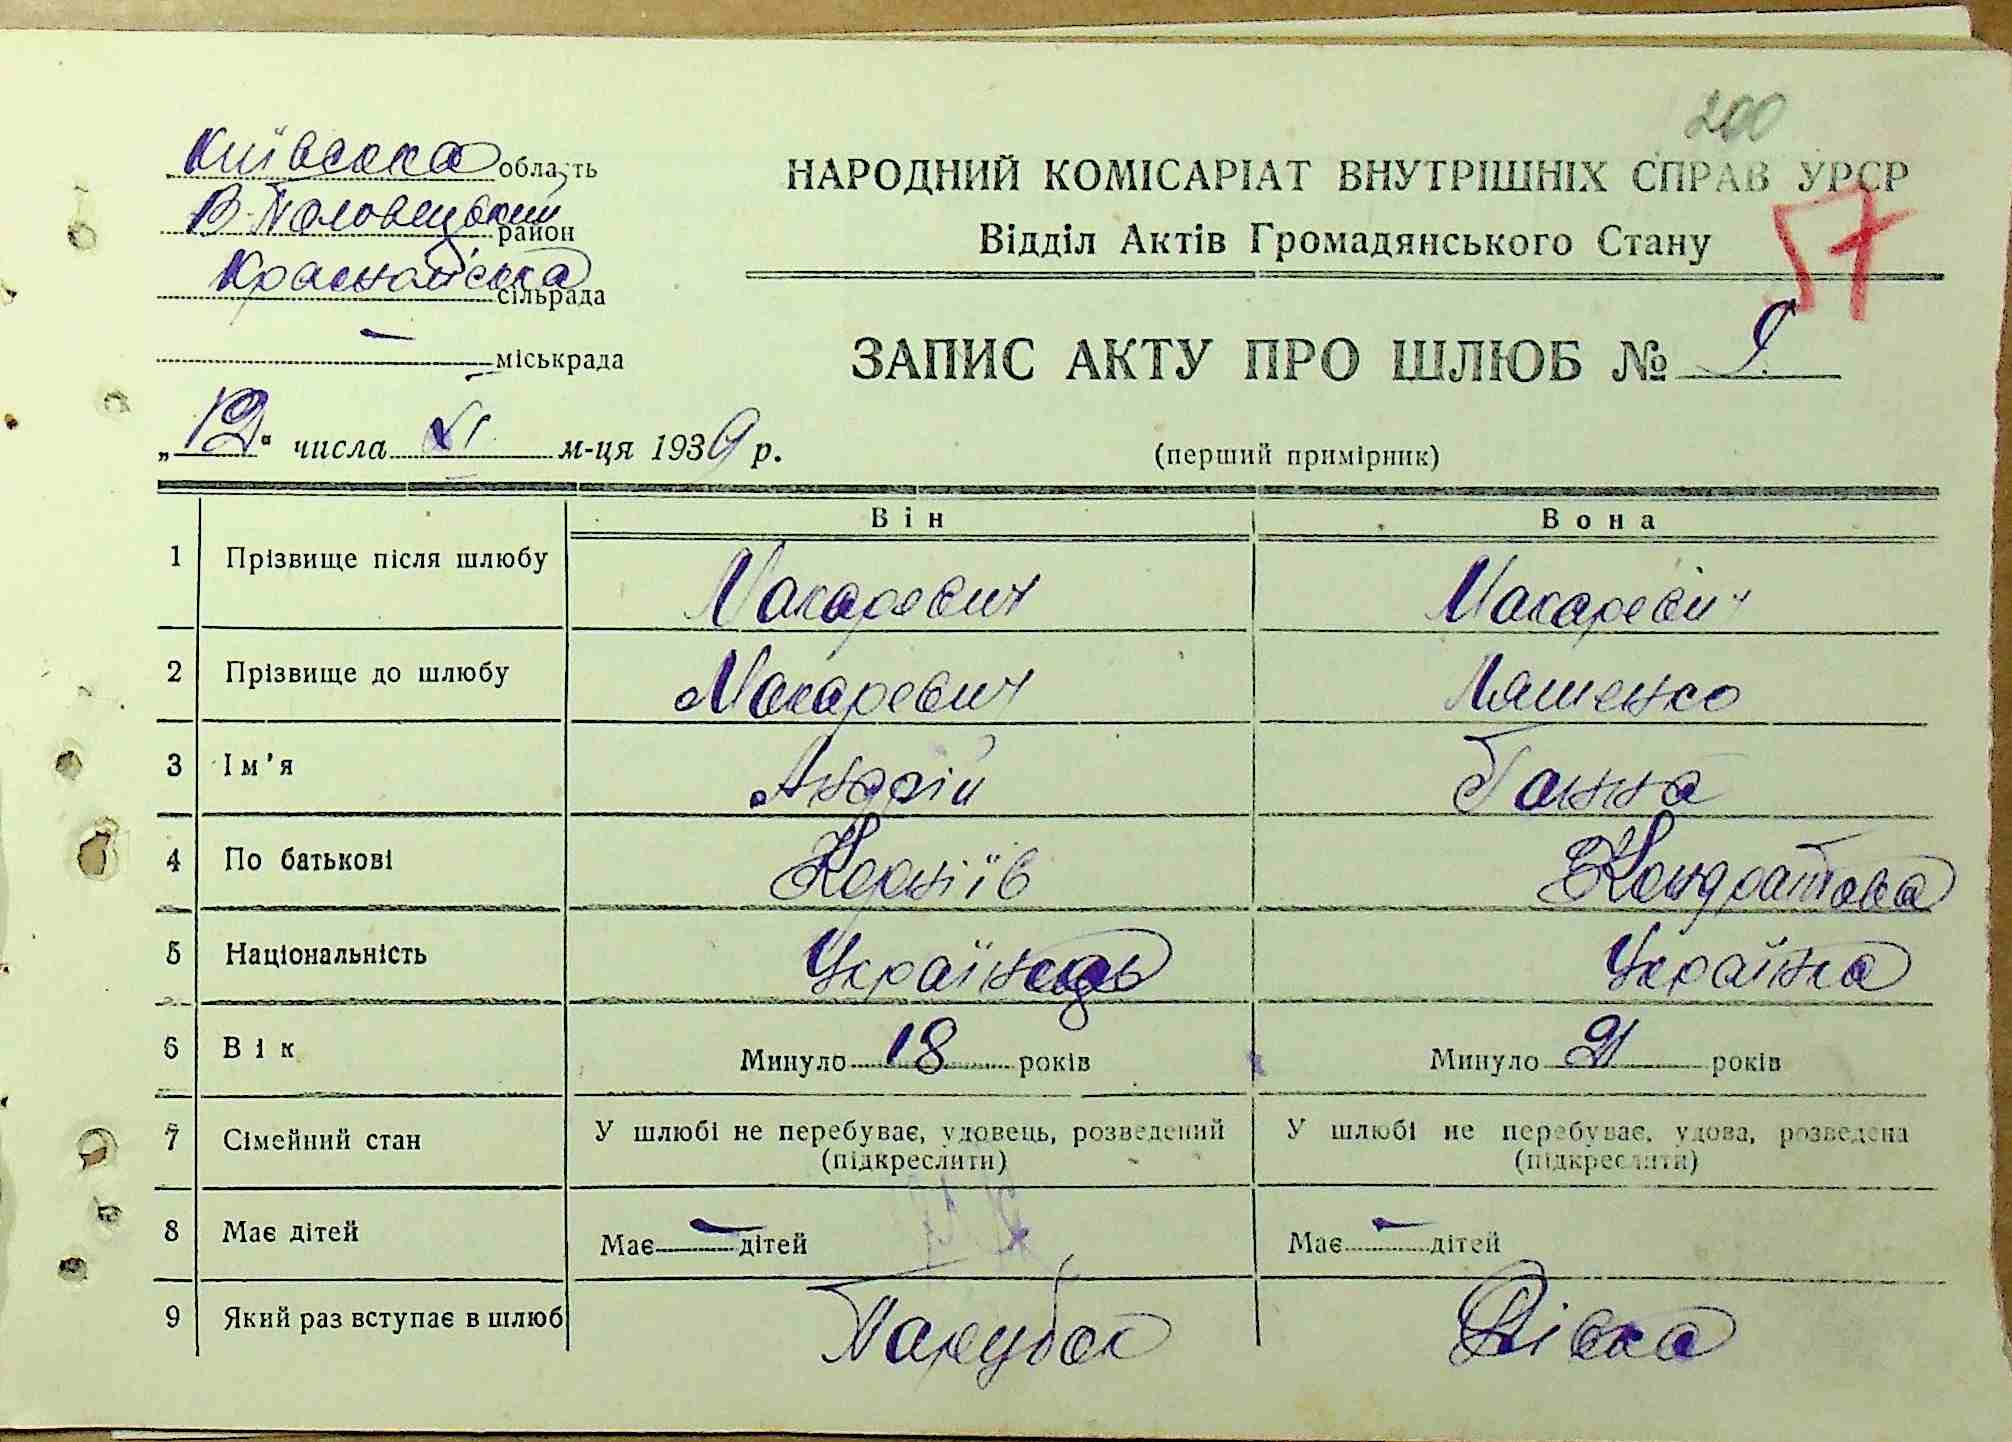 200
Київська область
В-Половецький район
Краснянська сільрада
— міськрада
НАРОДНИЙ КОМІСАРІАТ ВНУТРІШНІХ СПРАВ УРСР
Відділ Актів Громадянського Стану
57
ЗАПИС АКТУ ПРО ШЛЮБ № 9.
„12“ числа XI м-ця 1939 р.
(перший примірник)
Він Вона
1 Прізвище після шлюбу Макаревич Макаревич
2 Прізвище до шлюбу Макаревич Ляшенко
3 Ім'я Андрій Ганна
4 По батькові Корніїв Кондратова
5 Національність Українець Українка
6 Вік Минуло 18 років Минуло 21 років
7 Сімейний стан У шлюбі не перебуває, удовець, розведений У шлюбі не перебуває, удова, розведена
(підкреслити) (підкреслити)
8 Має дітей Має — дітей Має — дітей
9 Який раз вступає в шлюб Парубок Дівка